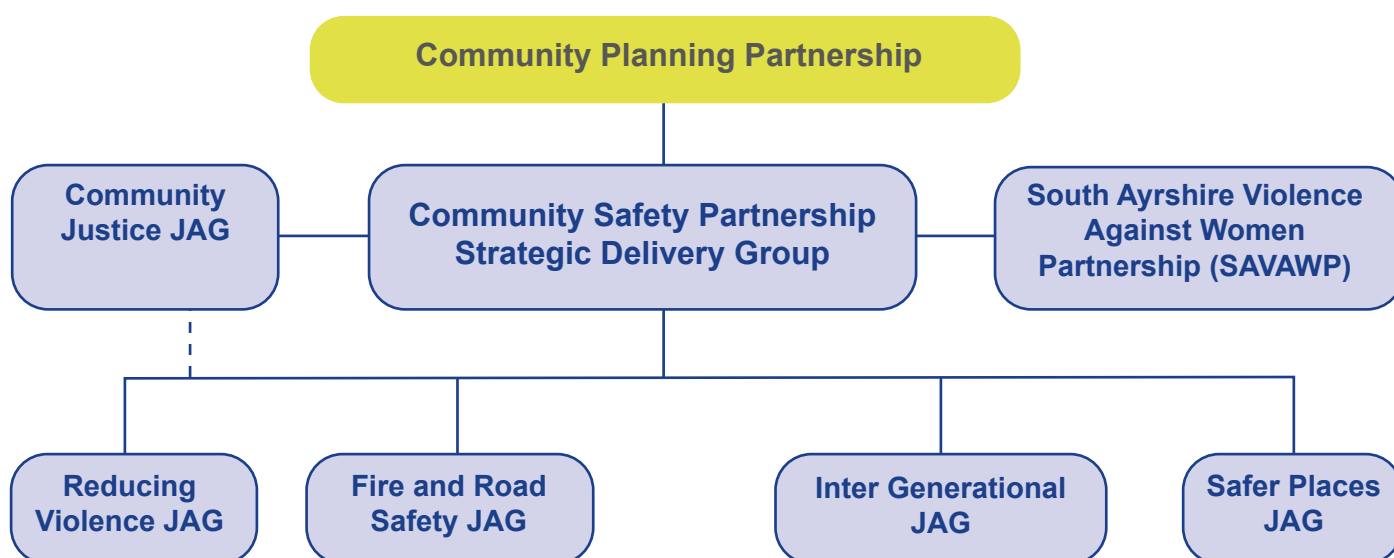 Community Planning Partnership
Community
Justice JAG
Community Safety Partnership
Strategic Delivery Group
South Ayrshire Violence
Against Women
Partnership (SAVAWP)
Reducing
Violence JAG
Fire and Road
Safety JAG
Inter Generational
JAG
Safer Places
JAG